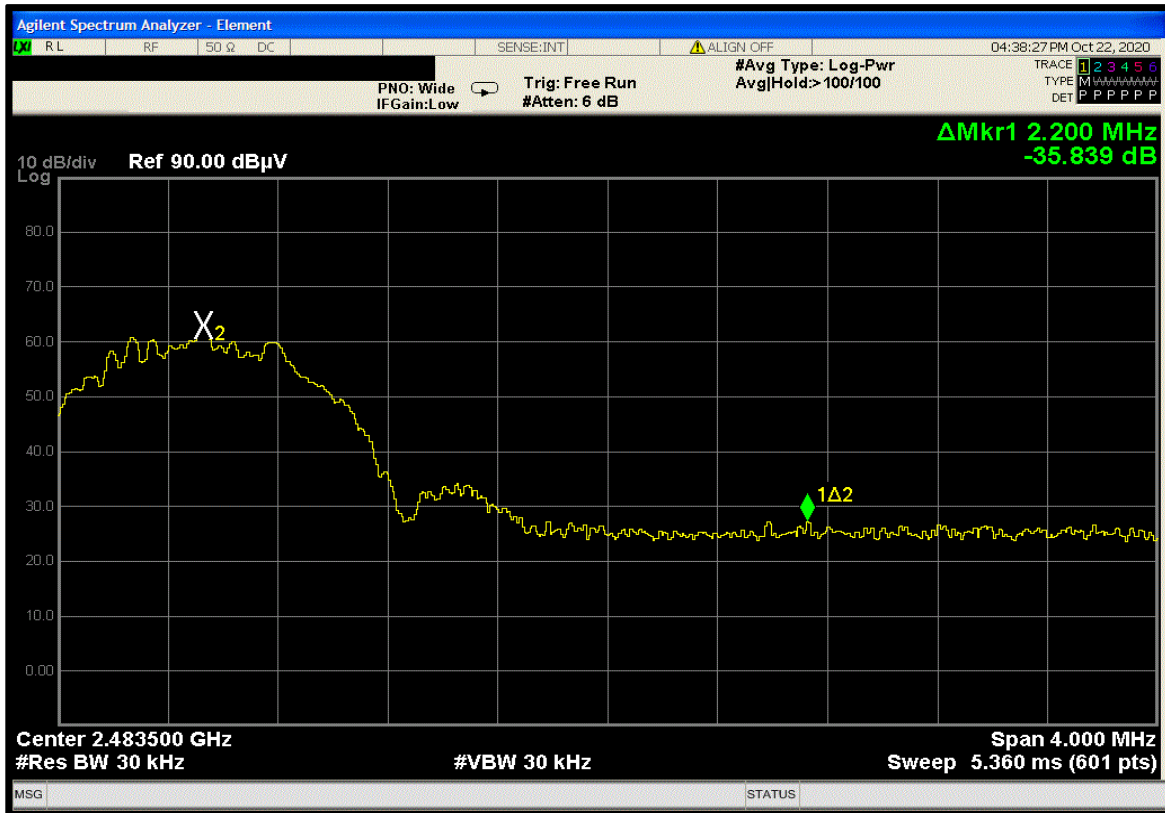 Agilent Spectrum Analyzer - Element
LXI RL RF 50 Ω DC SENSE:INT ALIGN OFF 04:38:27 PM Oct 22, 2020
PNO: Wide Trig: Free Run #Avg Type: Log-Pwr TRACE 1 2 3 4 5 6
IFGain:Low #Atten: 6 dB Avg|Hold:>100/100 TYPE M WWWWW
DET P P P P P P
ΔMkr1 2.200 MHz
-35.839 dB
10 dB/div Ref 90.00 dBµV
Log
80.0
70.0
X2
60.0
50.0
40.0
1Δ2
30.0
20.0
10.0
0.00
Center 2.483500 GHz Span 4.000 MHz
#Res BW 30 kHz #VBW 30 kHz Sweep 5.360 ms (601 pts)
MSG STATUS